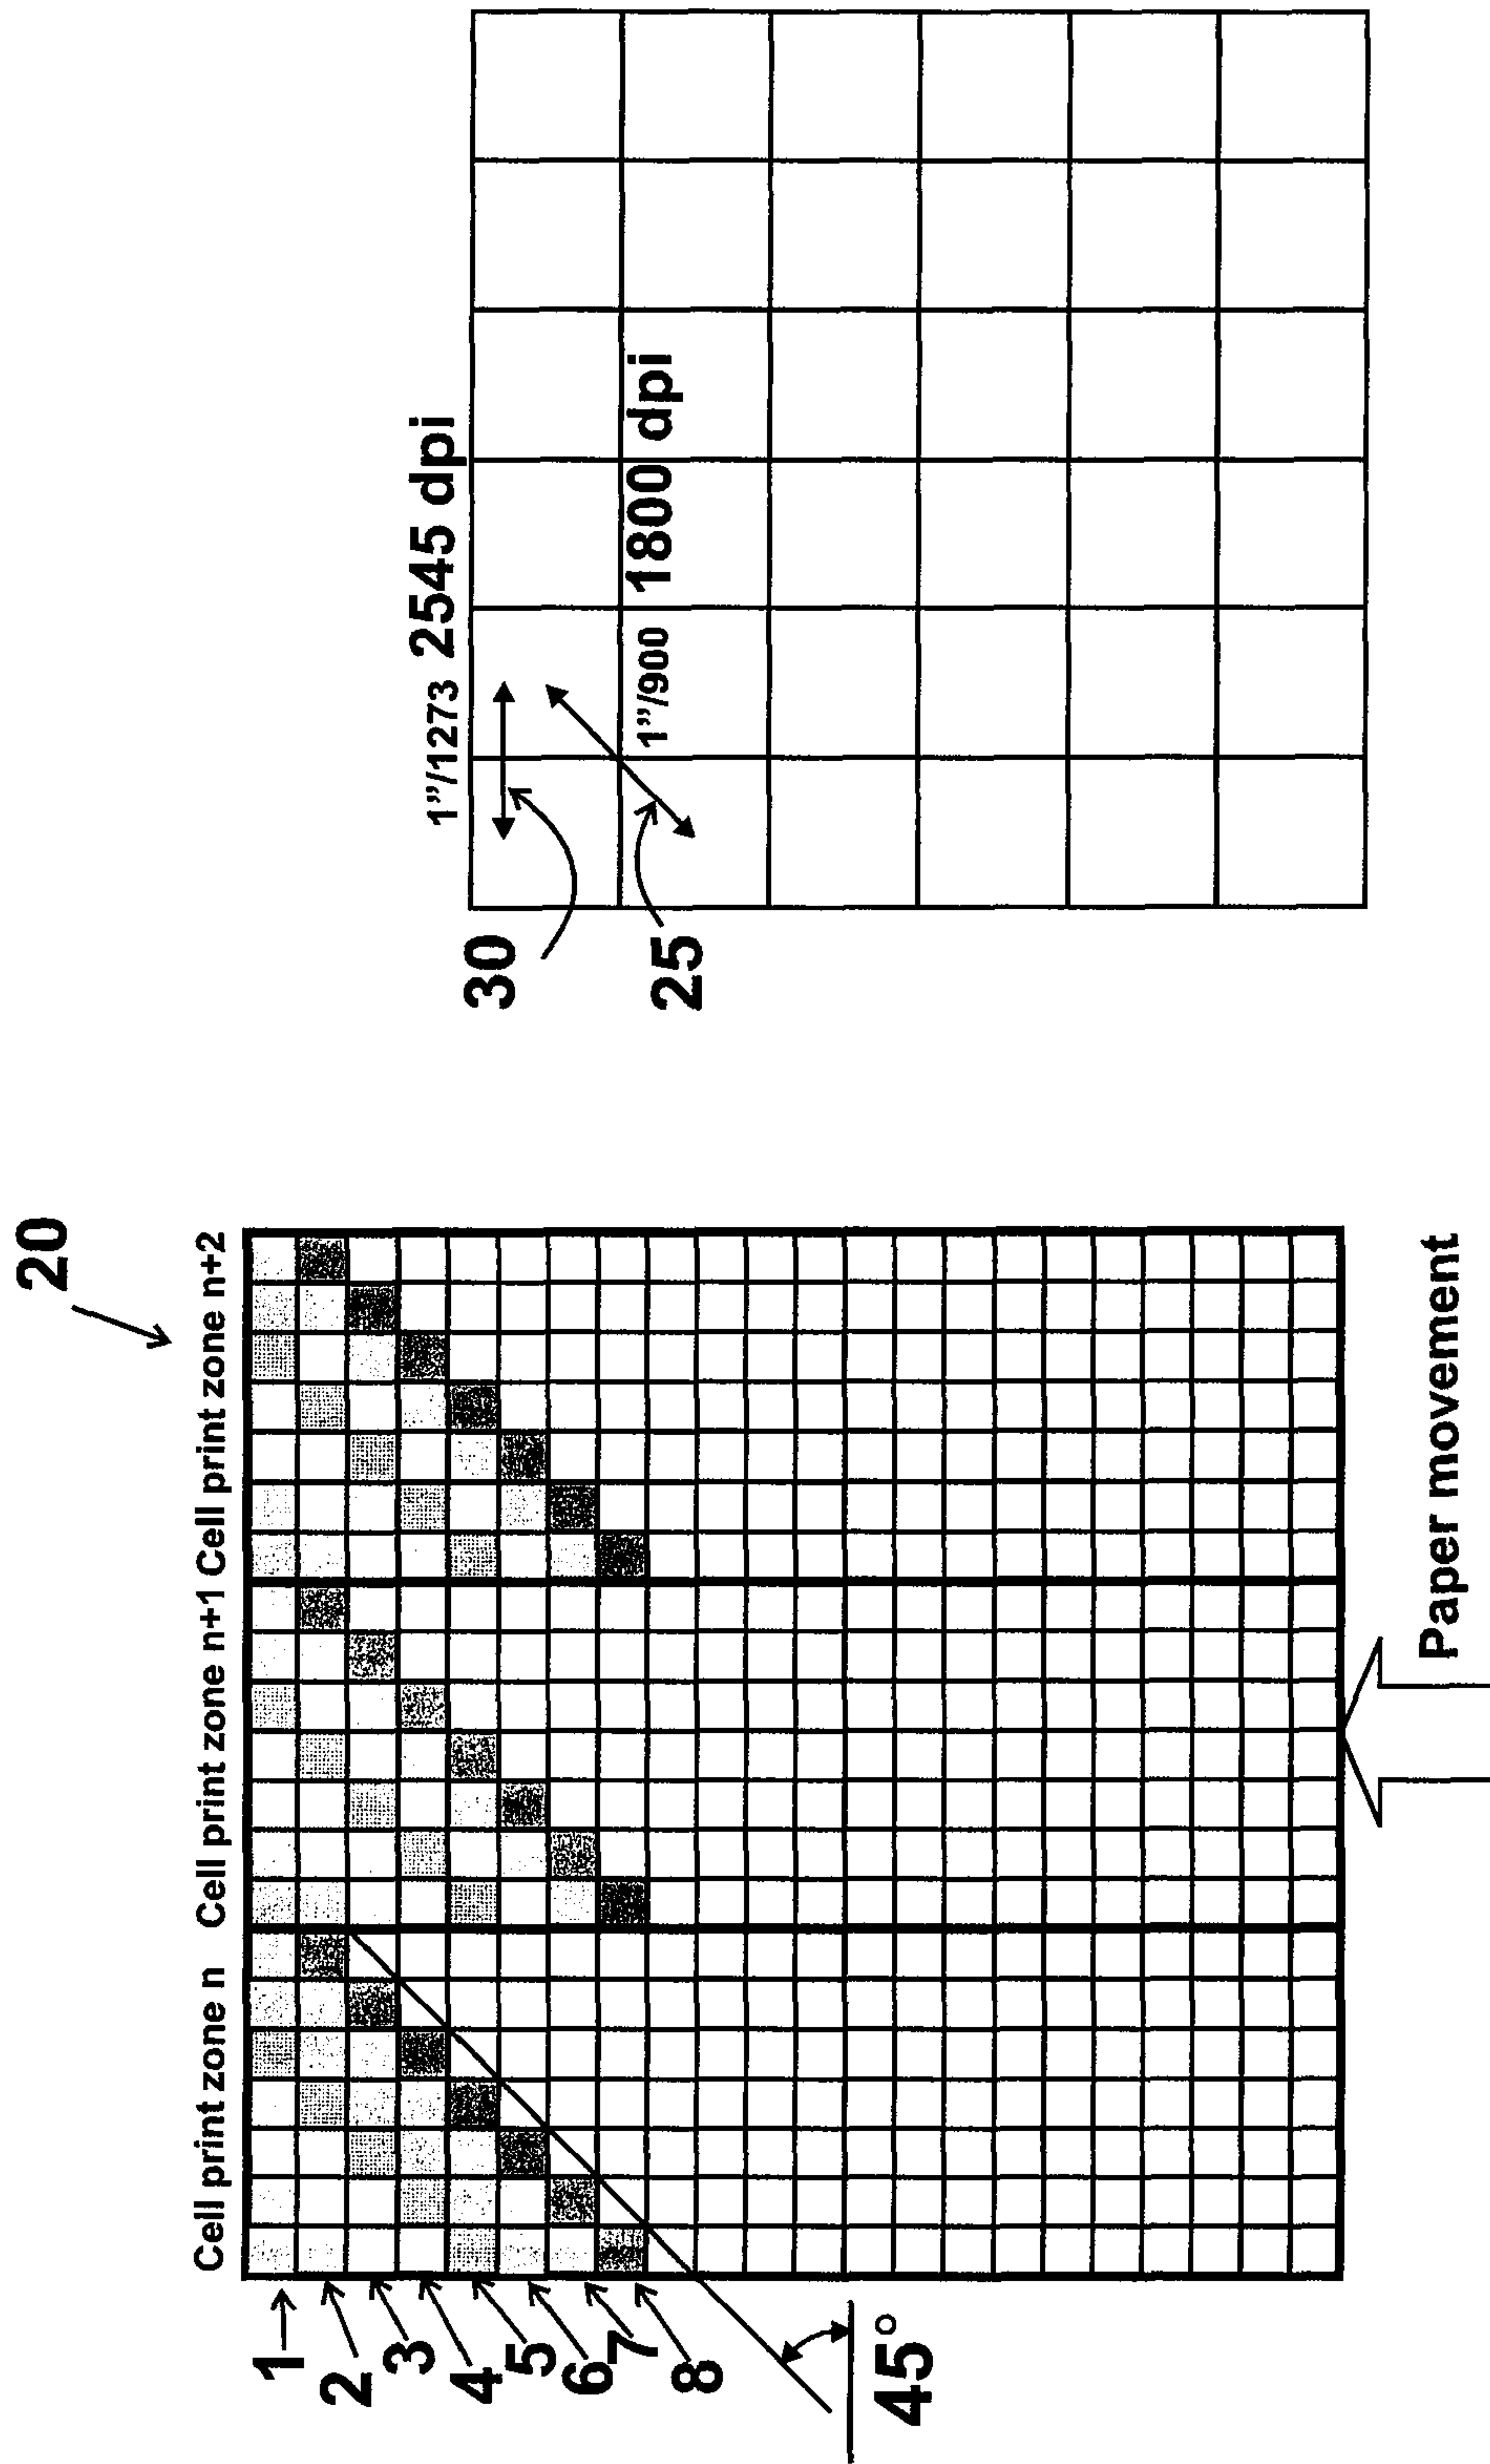 20
Cell print zone n
Cell print zone n+1
Cell print zone n+2
1
2
3
4
5
6
7
8
45°
Paper movement
1”/1273
2545 dpi
1”/900
1800 dpi
30
25